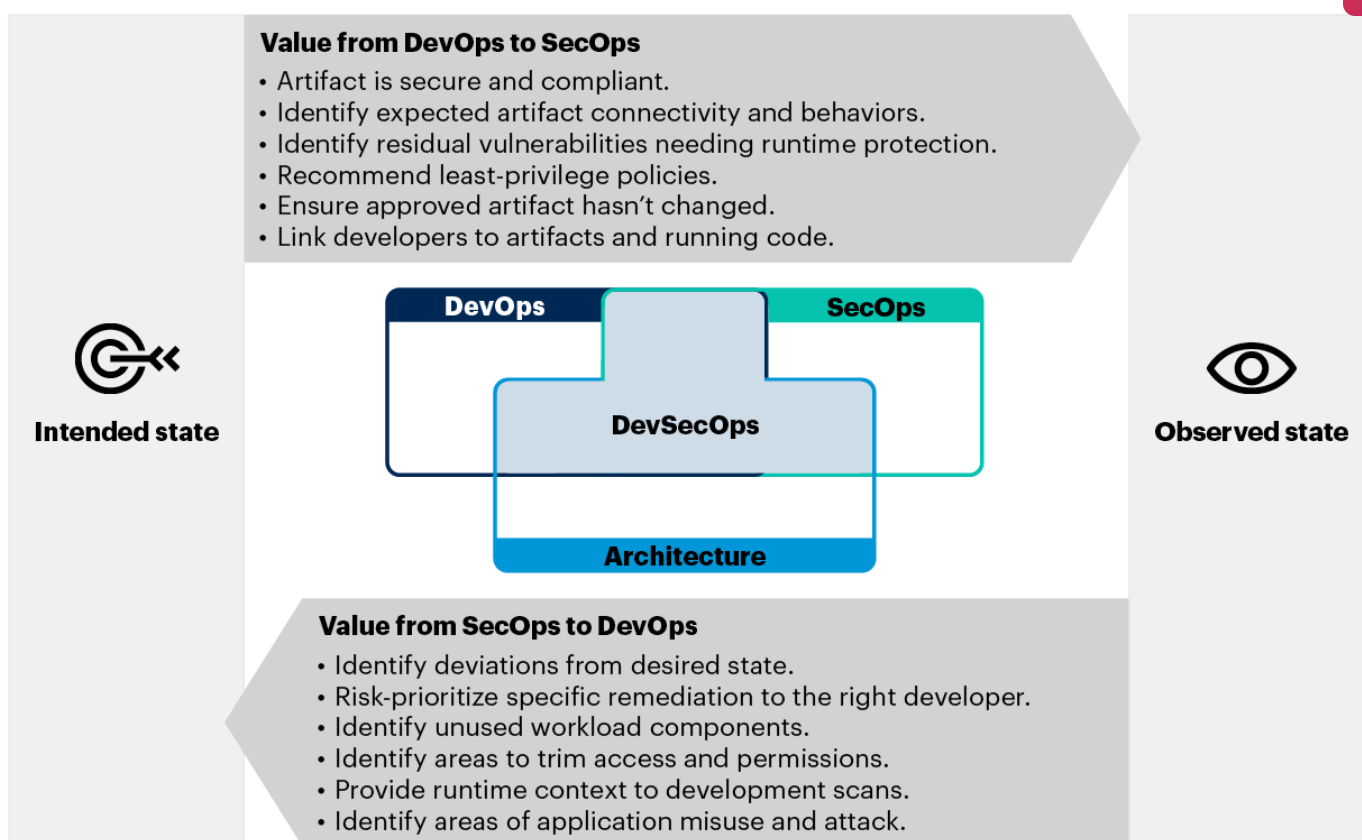 Value from DevOps to SecOps
• Artifact is secure and compliant.
• Identify expected artifact connectivity and behaviors.
• Identify residual vulnerabilities needing runtime protection.
• Recommend least-privilege policies.
• Ensure approved artifact hasn’t changed.
• Link developers to artifacts and running code.
DevOps
SecOps
Intended state
DevSecOps
Observed state
Architecture
Value from SecOps to DevOps
• Identify deviations from desired state.
• Risk-prioritize specific remediation to the right developer.
• Identify unused workload components.
• Identify areas to trim access and permissions.
• Provide runtime context to development scans.
• Identify areas of application misuse and attack.